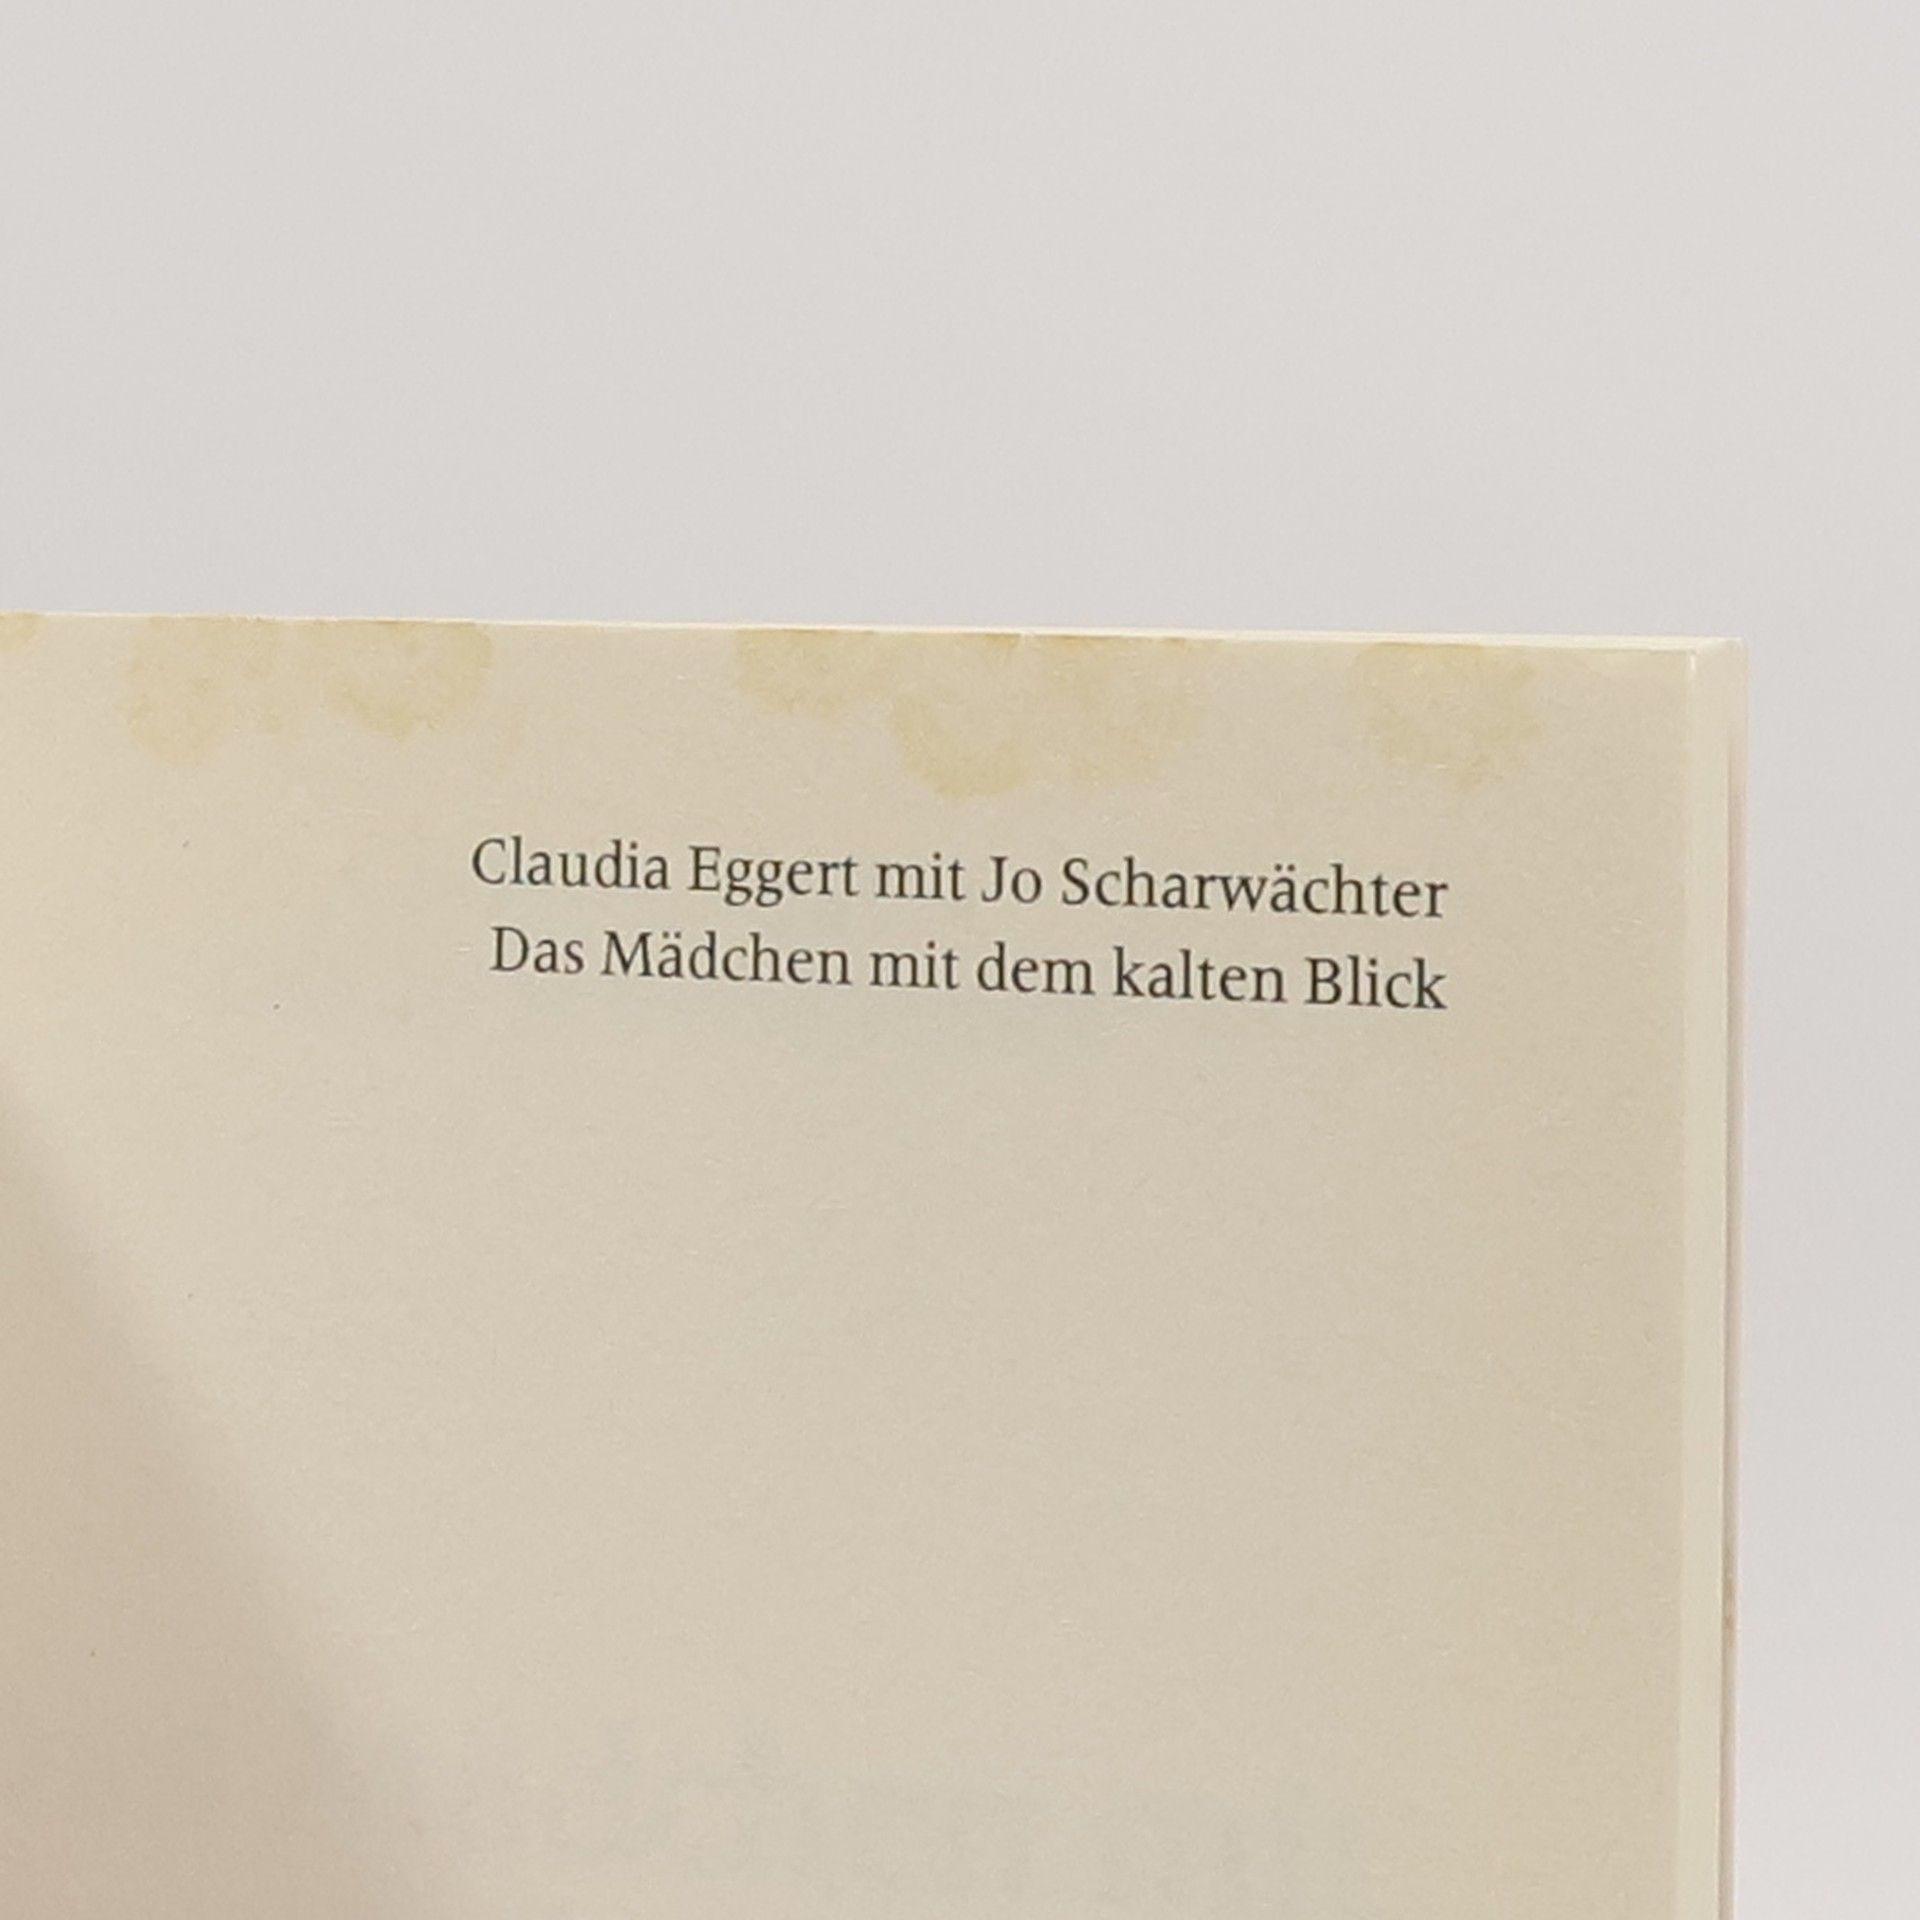 Claudia Eggert mit Jo Scharwächter
Das Mädchen mit dem kalten Blick